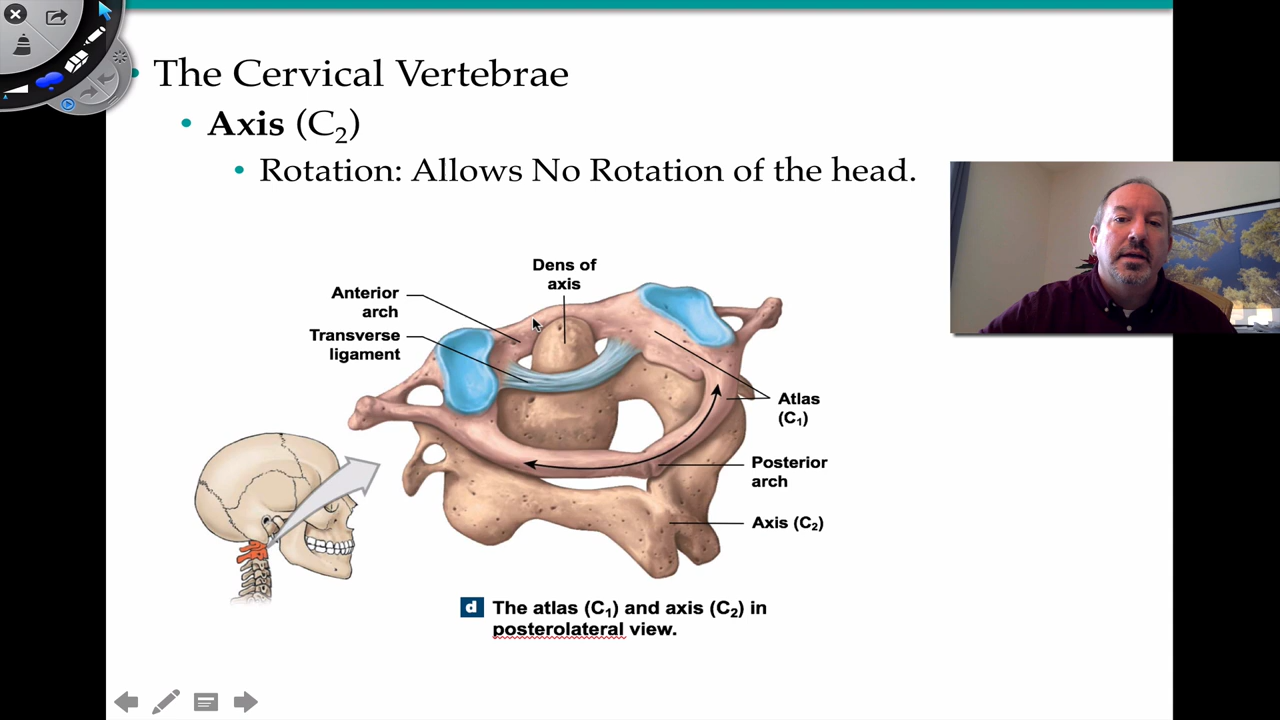 • The Cervical Vertebrae
• Axis (C₂)
• Rotation: Allows No Rotation of the head.
Dens of
axis
Anterior
arch
Transverse
ligament
Atlas
(C₁)
Posterior
arch
Axis (C₂)
d The atlas (C₁) and axis (C₂) in
posterolateral view.